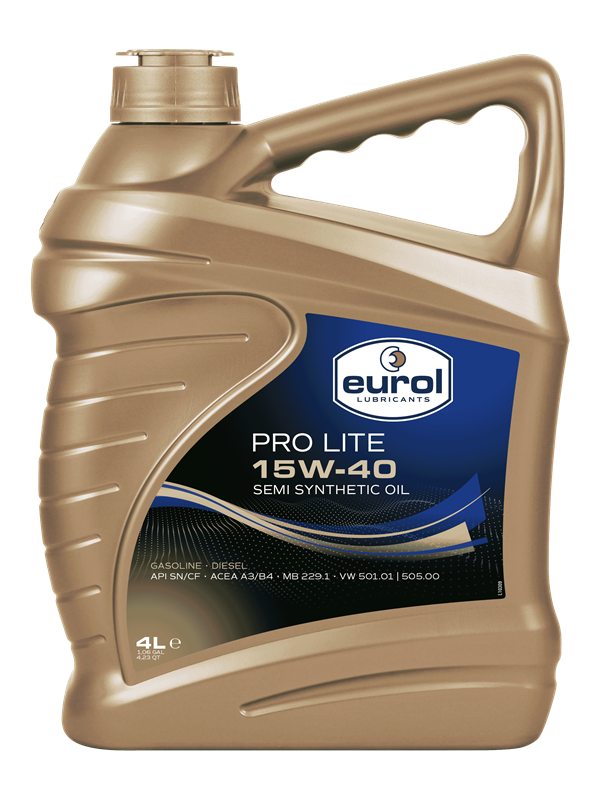 eurol
LUBRICANTS
PRO LITE
15W-40
SEMI SYNTHETIC OIL
GASOLINE · DIESEL
API SN/CF · ACEA A3/B4 · MB 229.1 · VW 501.01 | 505.00
4L e
1,06 GAL
4,23 QT